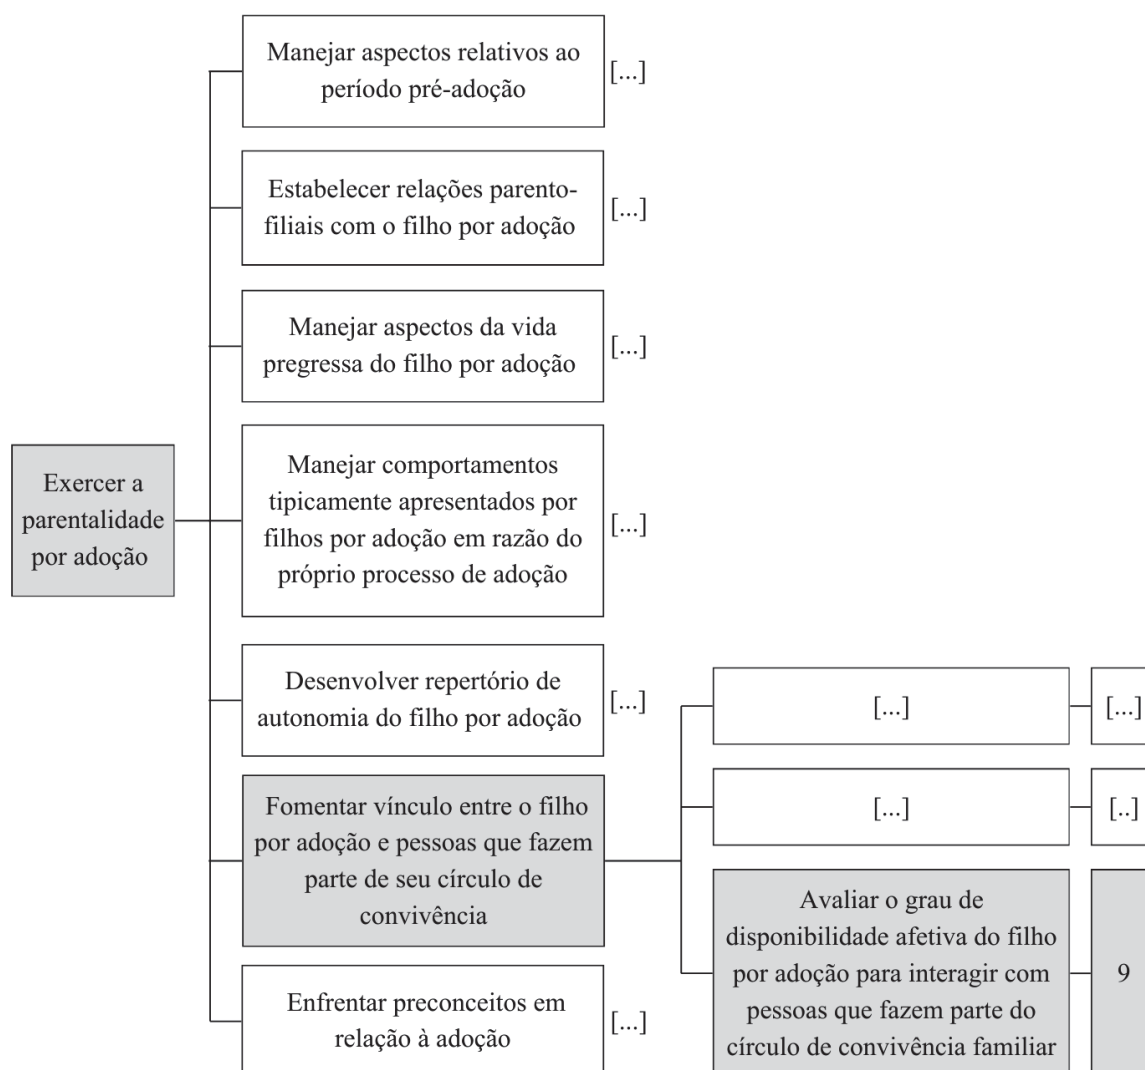 Manejar aspectos relativos ao
período pré-adoção
[...]
Estabelecer relações parento-
filiais com o filho por adoção
[...]
Manejar aspectos da vida
pregressa do filho por adoção
[...]
Exercer a
parentalidade
por adoção
Manejar comportamentos
tipicamente apresentados por
filhos por adoção em razão do
próprio processo de adoção
[...]
Desenvolver repertório de
autonomia do filho por adoção
[...]
[...]
[...]
Fomentar vínculo entre o filho
por adoção e pessoas que fazem
parte de seu círculo de
convivência
[...]
[..]
Avaliar o grau de
disponibilidade afetiva do filho
por adoção para interagir com
pessoas que fazem parte do
círculo de convivência familiar
9
Enfrentar preconceitos em
relação à adoção
[...]